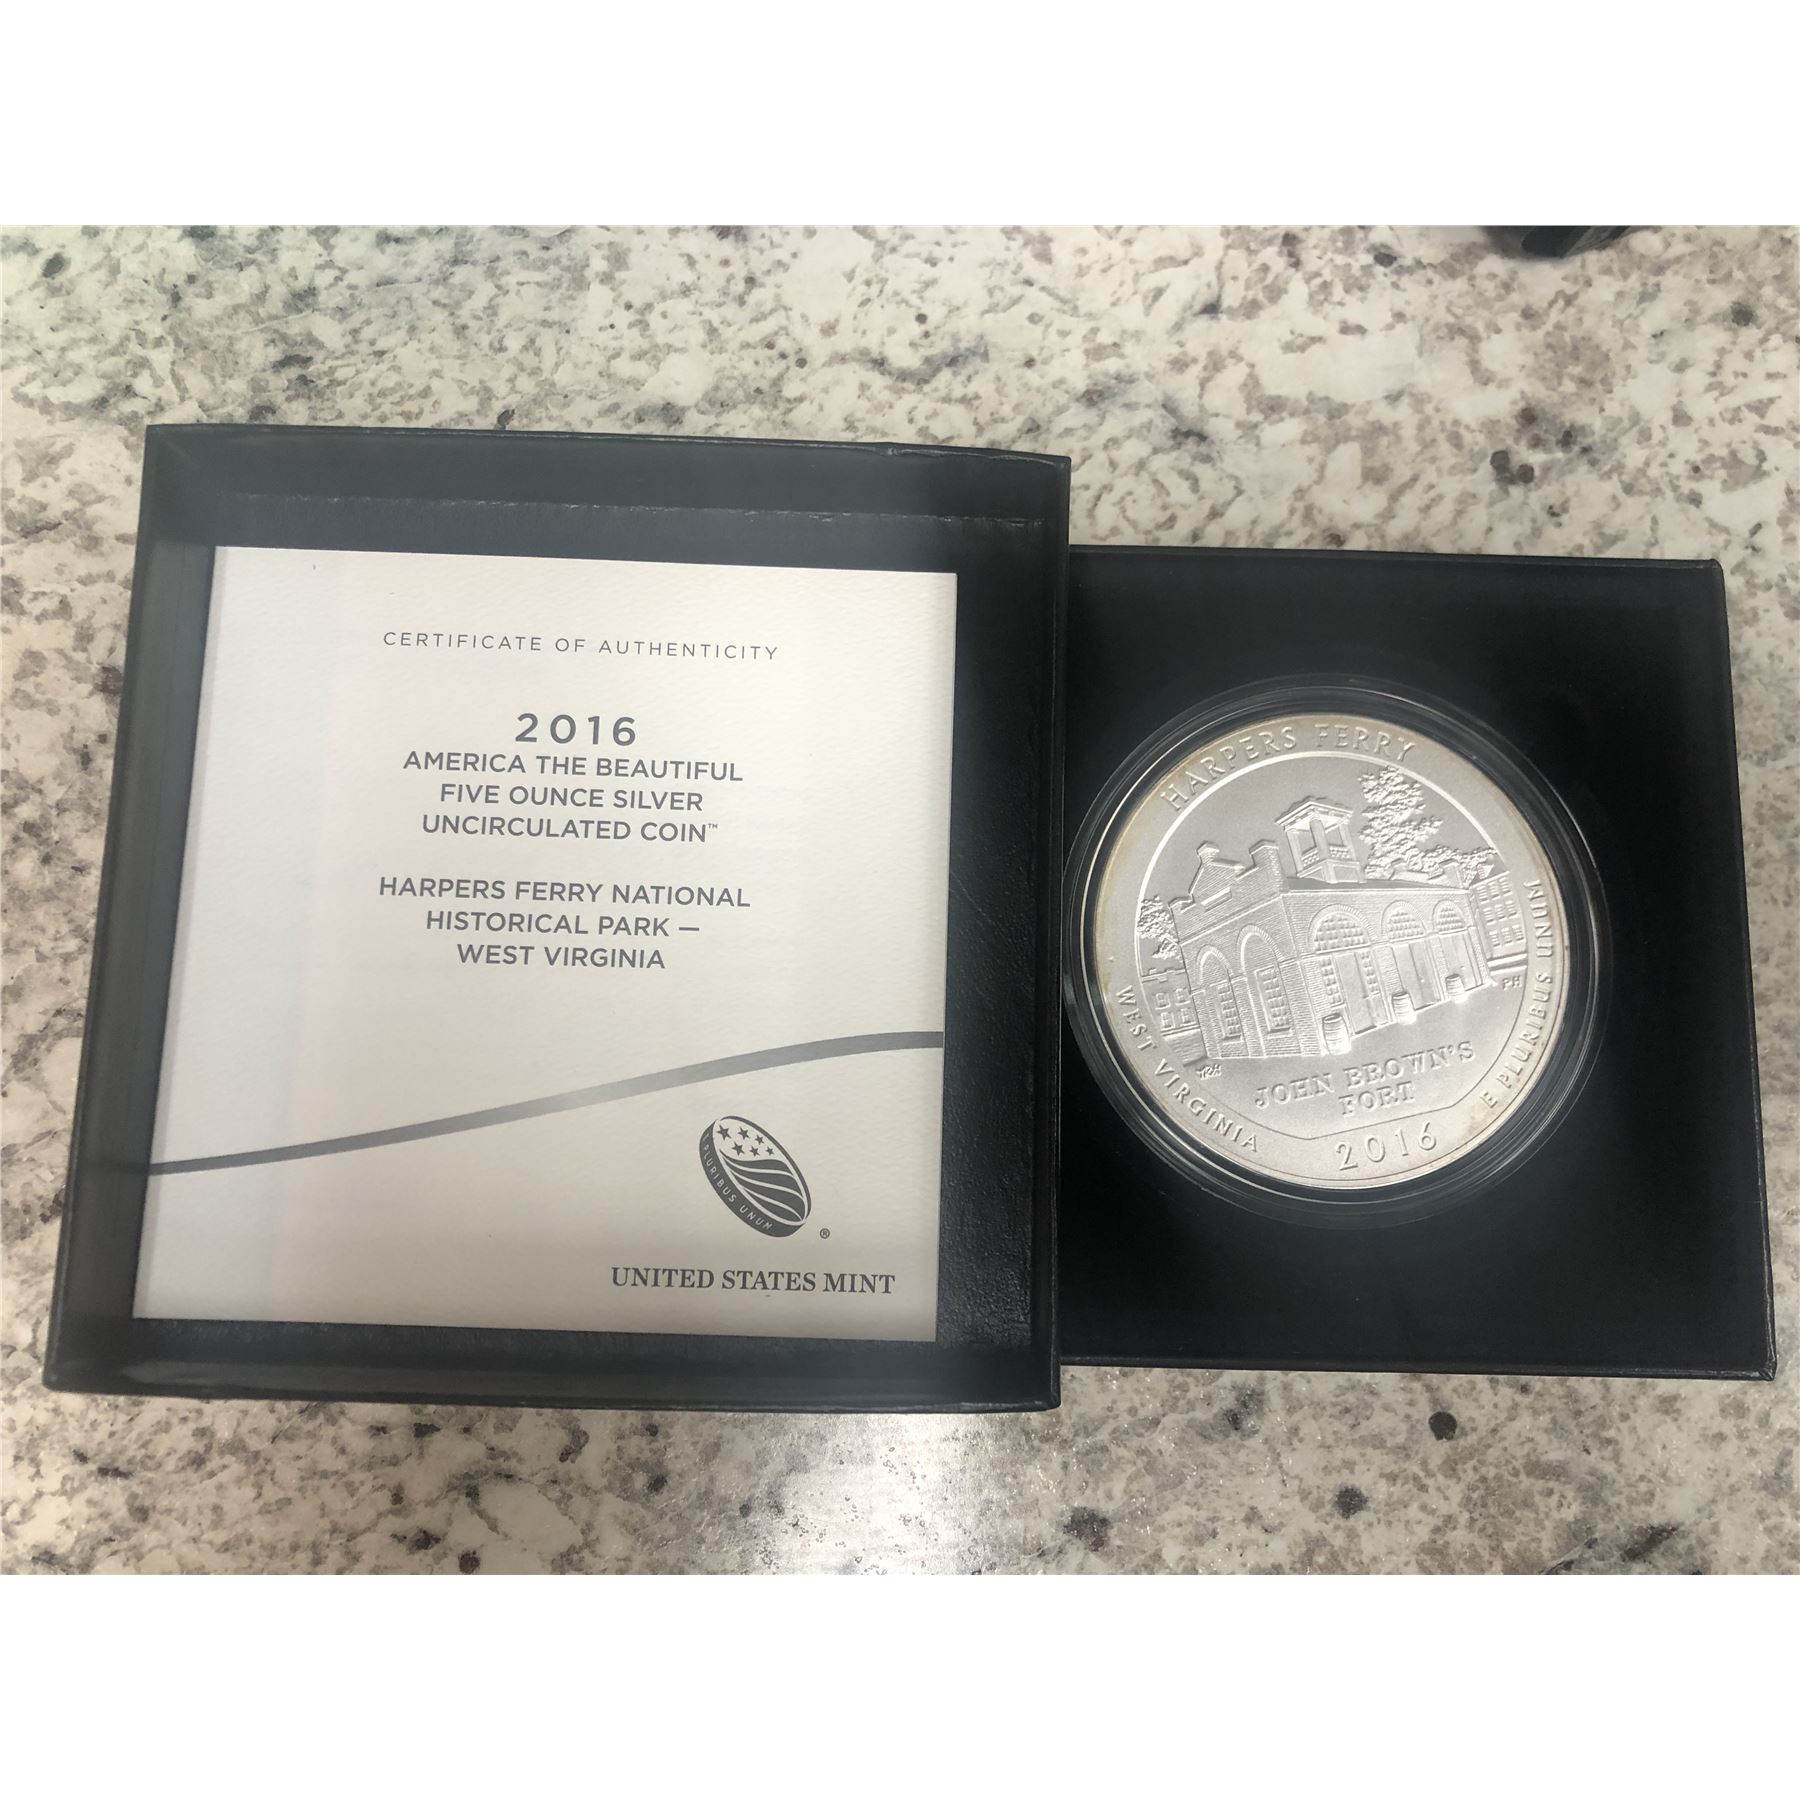 CERTIFICATE OF AUTHENTICITY
2016
AMERICA THE BEAUTIFUL
FIVE OUNCE SILVER
UNCIRCULATED COIN™
HARPERS FERRY NATIONAL
HISTORICAL PARK —
WEST VIRGINIA
PLURIBUS UNUM
®
UNITED STATES MINT
HARPERS FERRY
WEST VIRGINIA
JOHN BROWN'S
FORT
2016
E PLURIBUS UNUM
PH